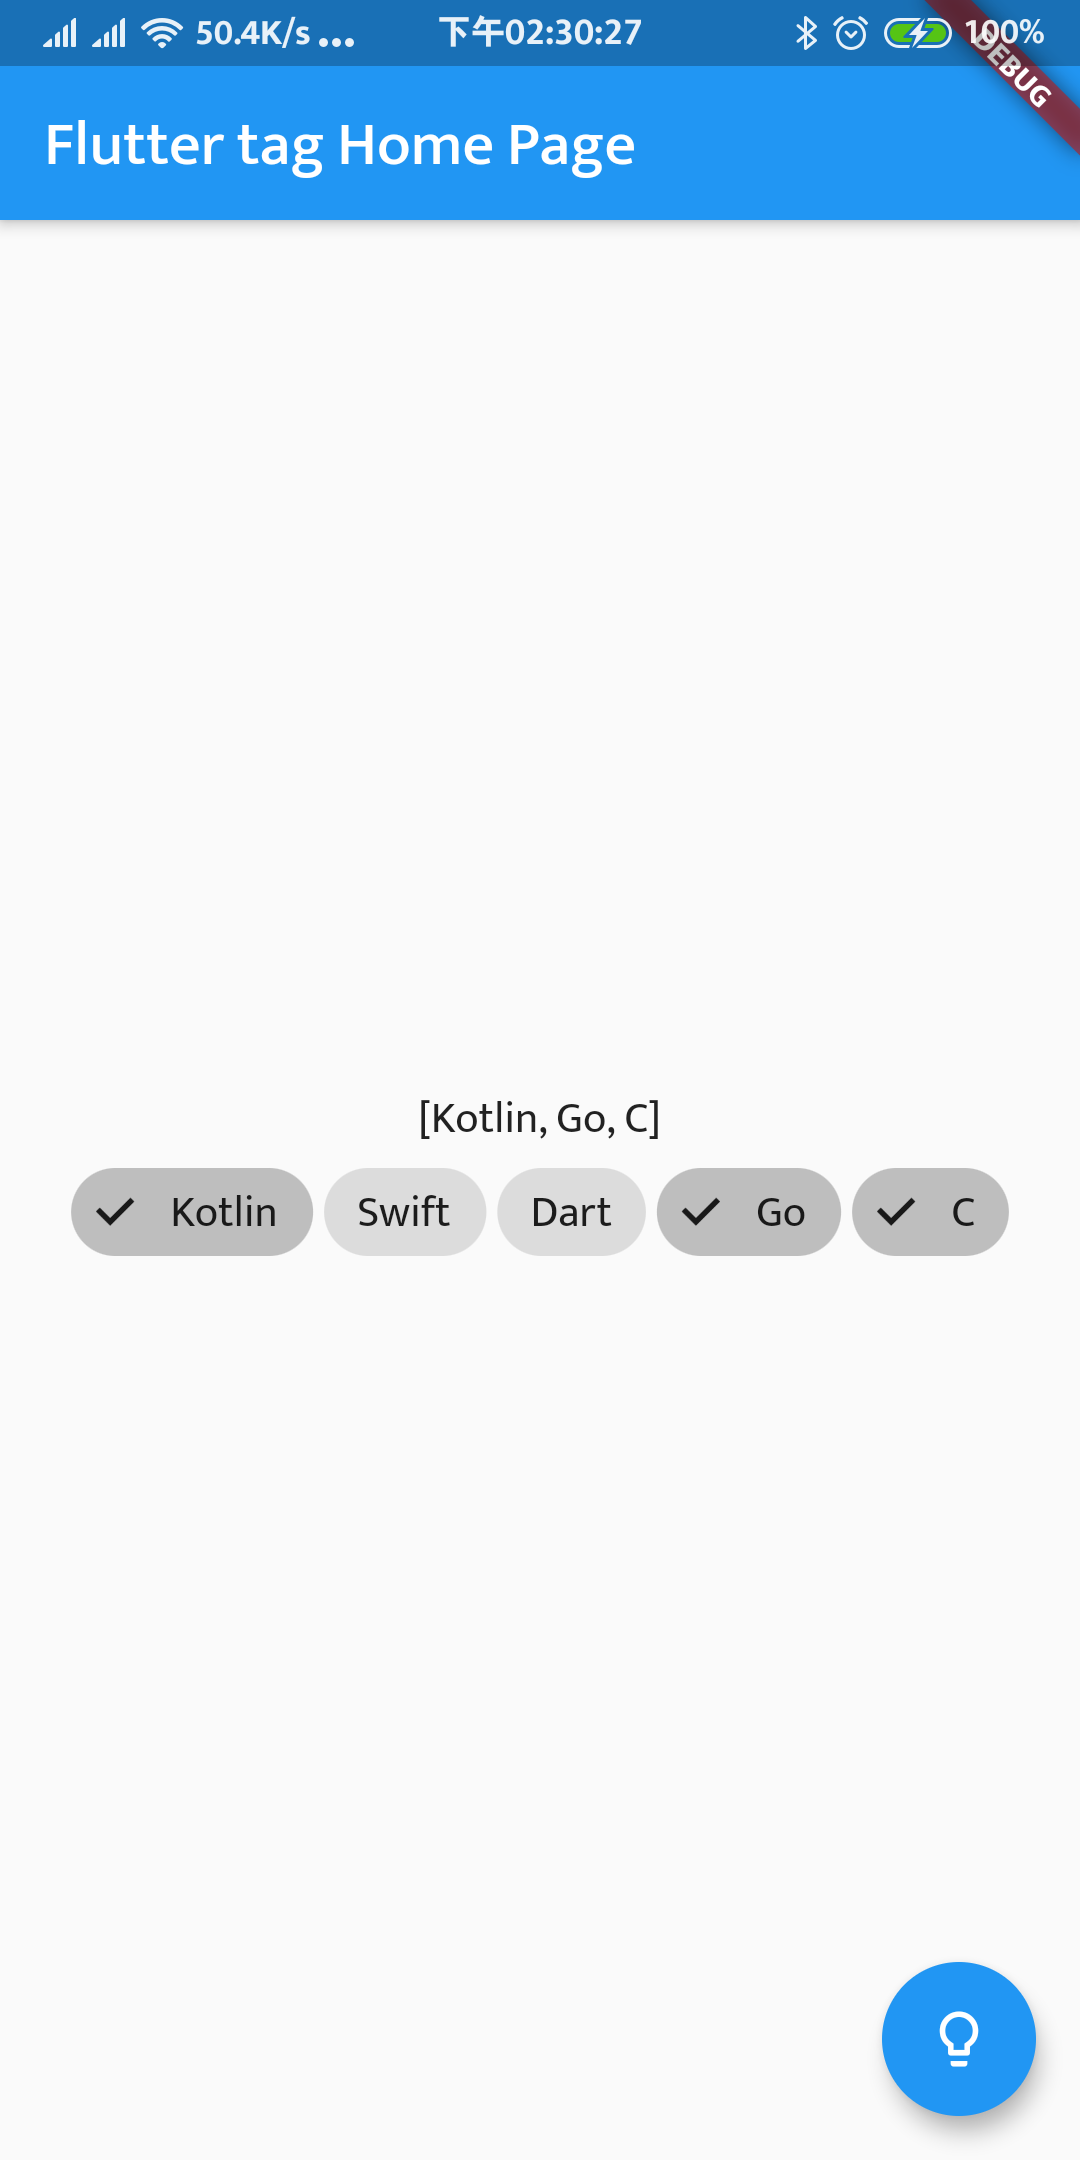 50.4K/s ... 下午02:30:27 100%
DEBUG
Flutter tag Home Page
[Kotlin, Go, C]
Kotlin Swift Dart Go C